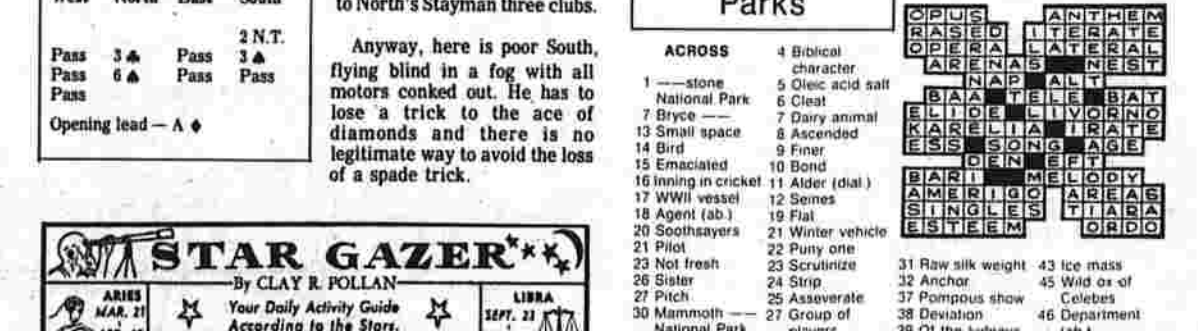 2 N.T.
Pass 3♣ Pass 3♠
Pass 6♠ Pass Pass
Pass
Opening lead — A♦
to North's Stayman three clubs.
Anyway, here is poor South,
flying blind in a fog with all
motors conked out. He has to
lose a trick to the ace of
diamonds and there is no
legitimate way to avoid the loss
of a spade trick.
STAR GAZER
By CLAY R. POLLAN
ARIES
MAR. 21
Your Daily Activity Guide
According to the Stars.
LIBRA
SEPT. 23
Parks
ACROSS
1 ——stone
National Park
7 Bryce ——
13 Small space
14 Bird
15 Emaciated
16 Inning in cricket
17 WWII vessel
18 Agent (ab.)
20 Soothsayers
21 Pilot
23 Not fresh
26 Sister
27 Pitch
30 Mammoth ——
National Park
4 Biblical
character
5 Oleic acid salt
6 Cleat
7 Dairy animal
8 Ascended
9 Finer
10 Bond
11 Alder (dial.)
12 Seines
19 Fiat
21 Winter vehicle
22 Puny one
23 Scrutinize
24 Strip
25 Asseverate
27 Group of
players
OPUS ANTHEM
RASED ITERATE
OPERA LATERAL
ARENAS NEST
NAP ALT
BAA TELE BAT
ELIDE LIVORNO
KARELIA IRATE
ESS SONG AGE
DEN EFT
BARI MELODY
AMERIGO AREAS
SINGLES TIARA
ESTEEM ORDO
31 Raw silk weight
32 Anchor
37 Pompous show
38 Deviation
43 Ice mass
45 Wild ox of
Celebes
46 Department
(ab.)